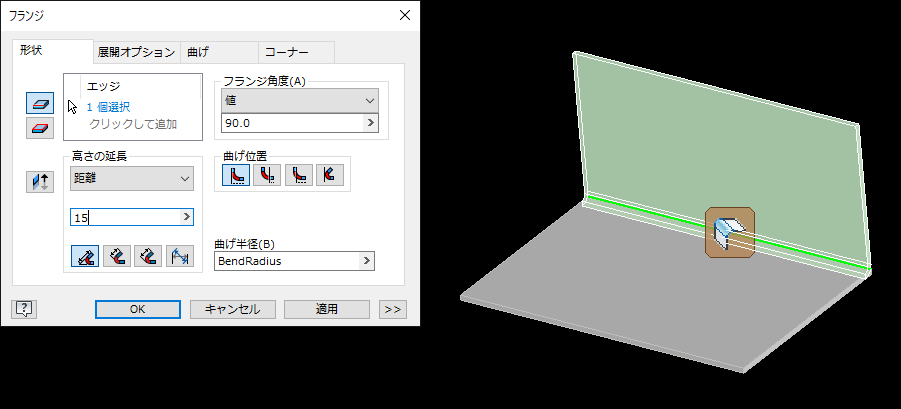 フランジ
形状
展開オプション
曲げ
コーナー
エッジ
1 個選択
クリックして追加
フランジ角度(A)
値
90.0
高さの延長
距離
15
曲げ位置
曲げ半径(B)
BendRadius
OK
キャンセル
適用
>>